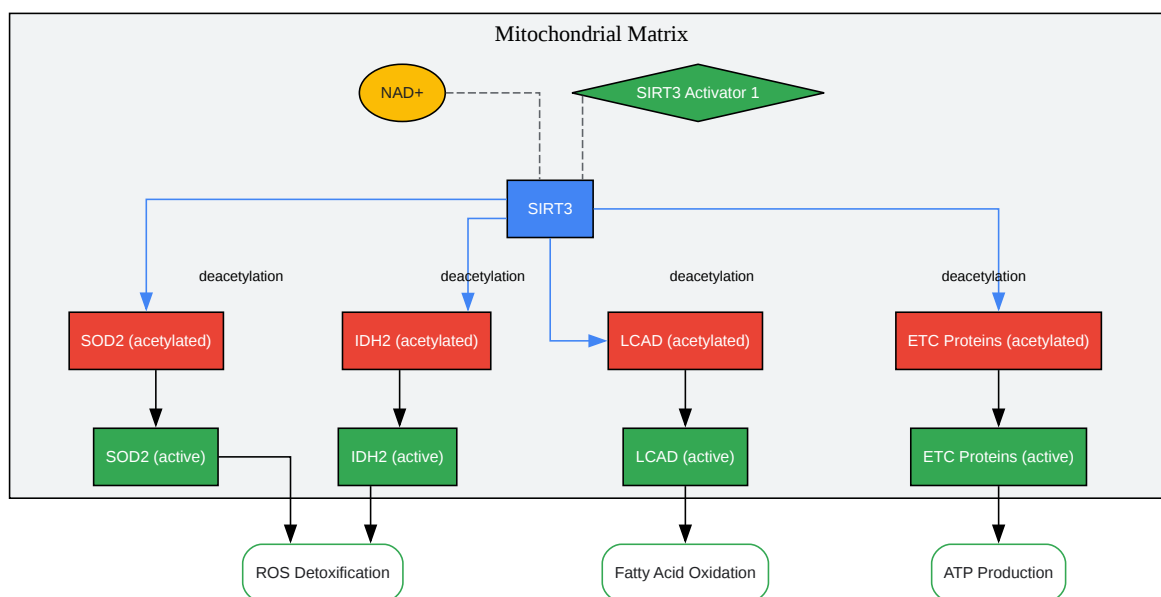 Mitochondrial Matrix
NAD+
SIRT3 Activator 1
SIRT3
deacetylation
deacetylation
deacetylation
deacetylation
SOD2 (acetylated)
IDH2 (acetylated)
LCAD (acetylated)
ETC Proteins (acetylated)
SOD2 (active)
IDH2 (active)
LCAD (active)
ETC Proteins (active)
ROS Detoxification
Fatty Acid Oxidation
ATP Production